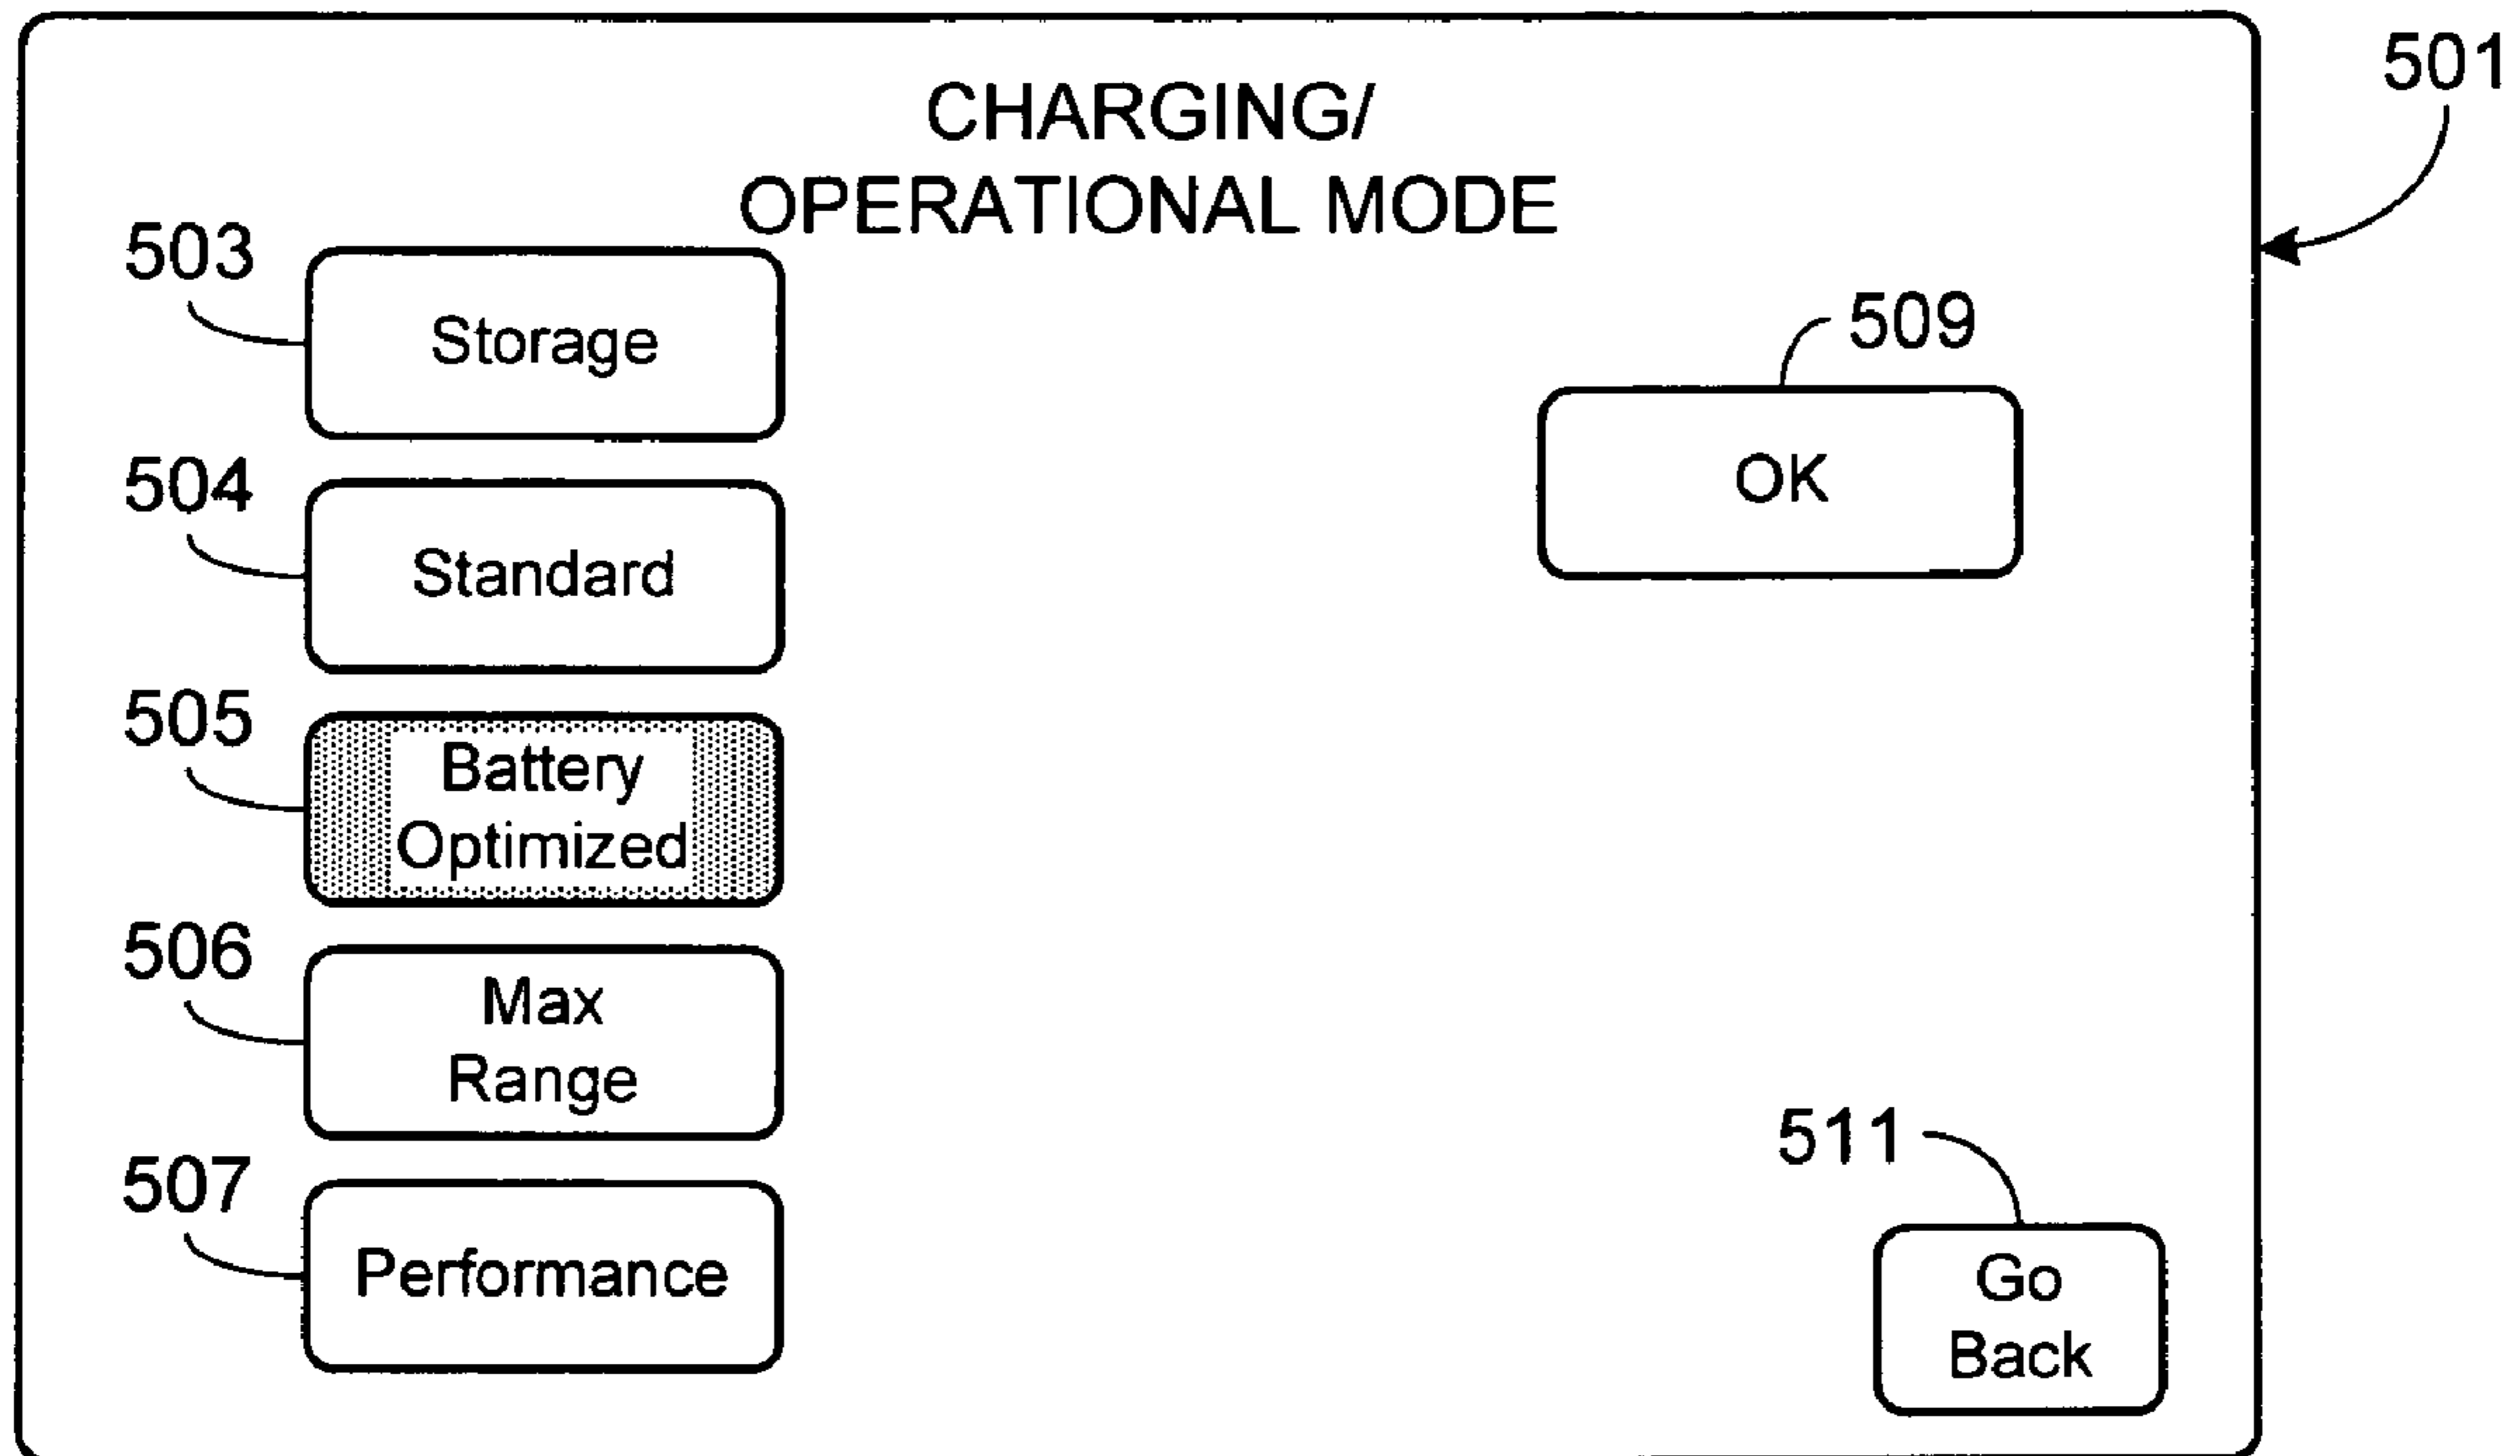 501
CHARGING/
OPERATIONAL MODE
503
Storage
509
OK
504
Standard
505
Battery
Optimized
506
Max
Range
507
Performance
511
Go
Back